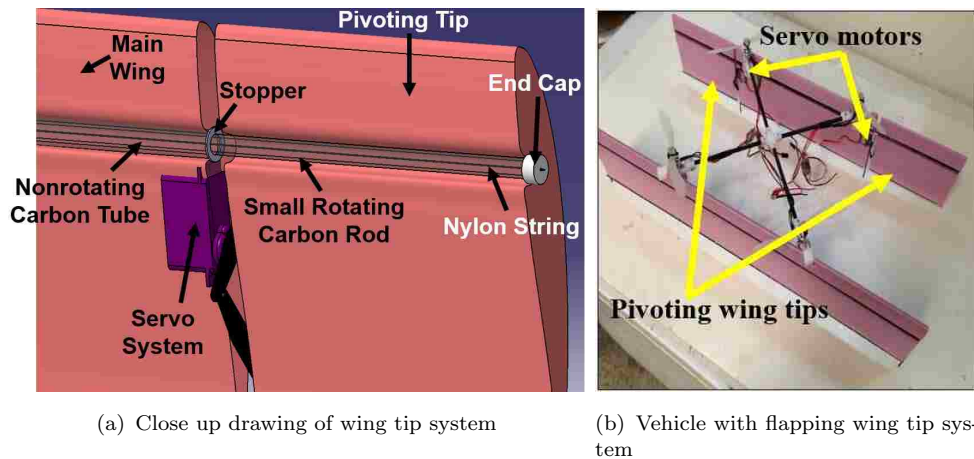 Pivoting Tip
Main
Wing
End Cap
Stopper
Nonrotating
Carbon Tube
Small Rotating
Carbon Rod
Nylon String
Servo
System
Servo motors
Pivoting wing tips
(a) Close up drawing of wing tip system
(b) Vehicle with flapping wing tip sys-
tem